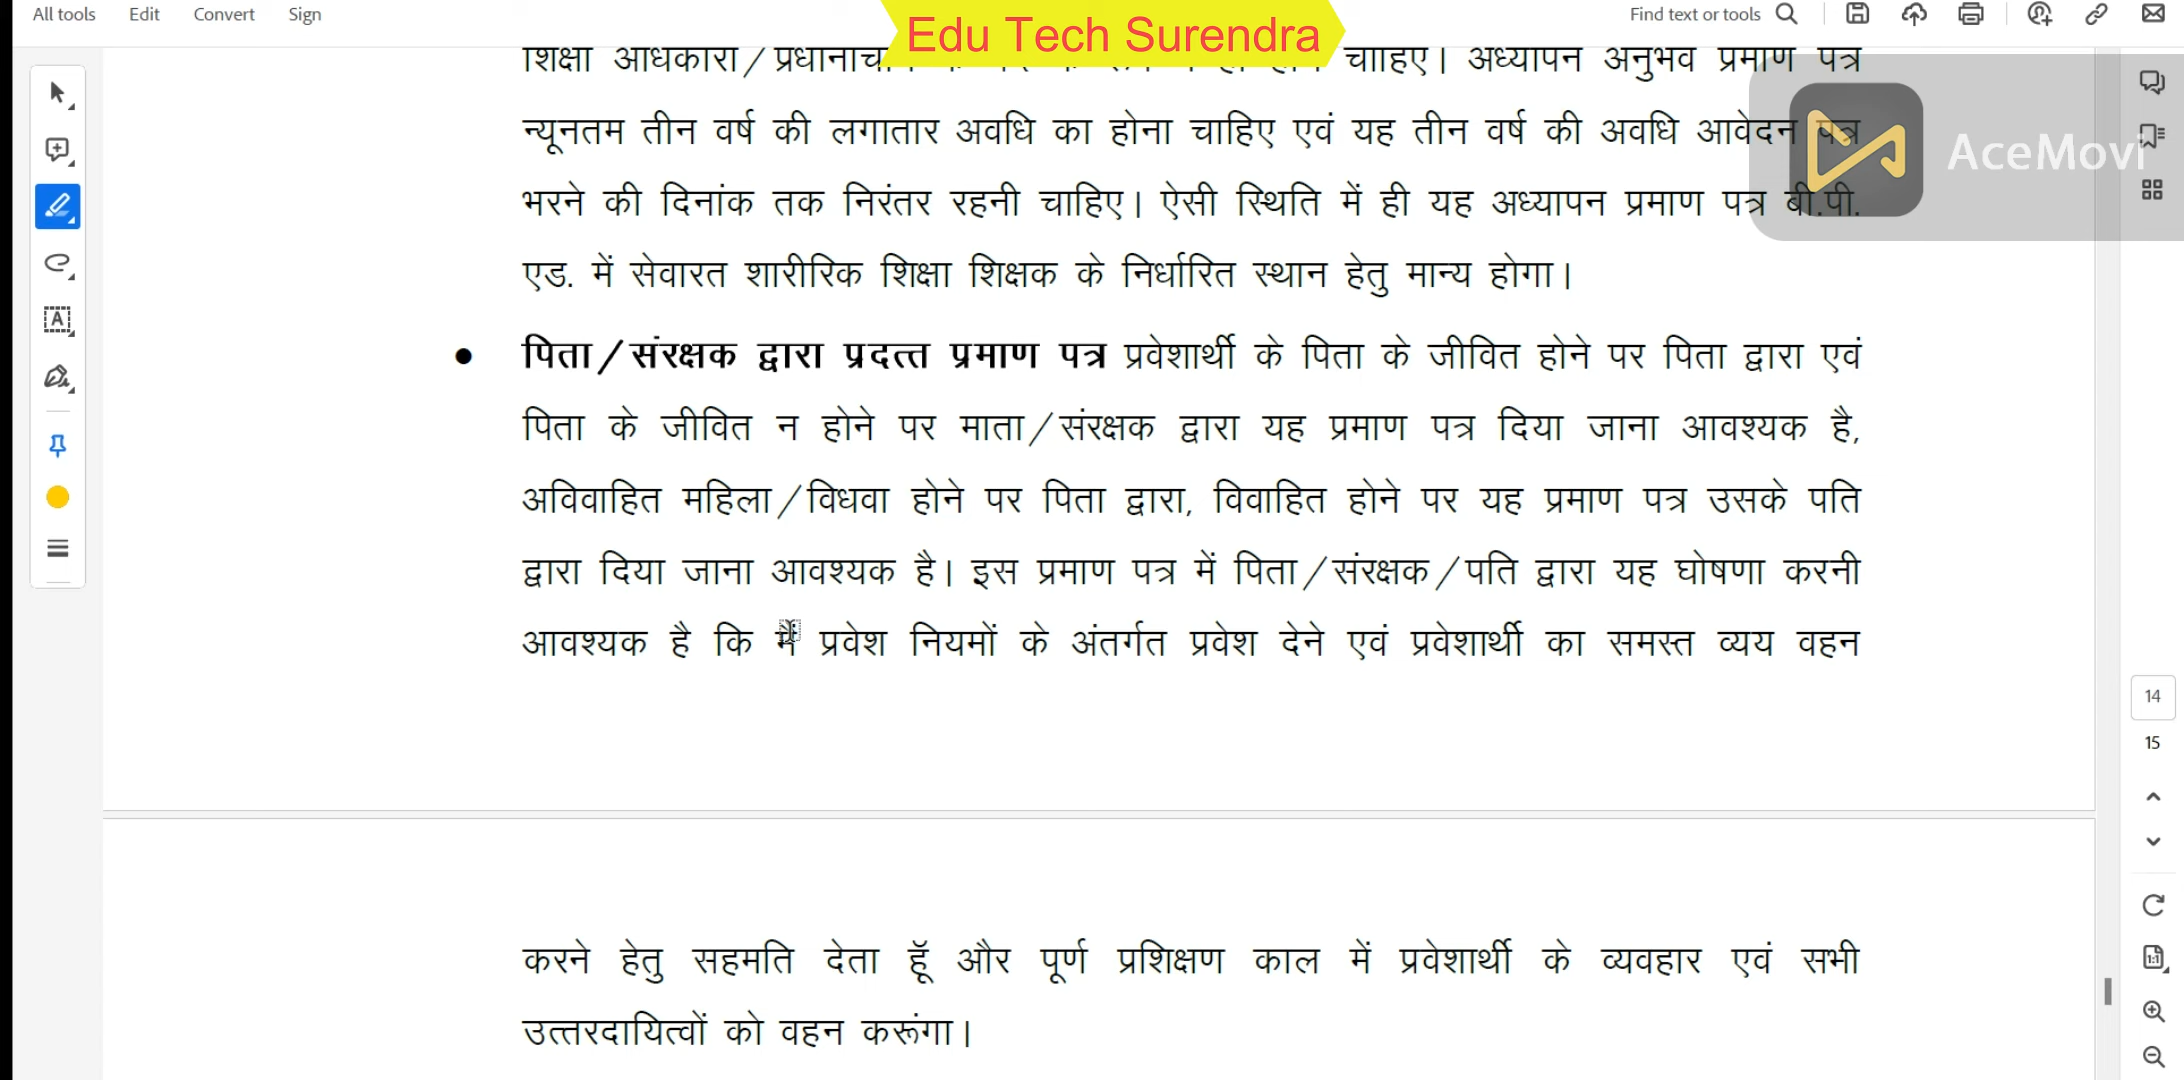 All tools Edit Convert Sign
Edu Tech Surendra
Find text or tools
शिक्षा अधिकारी/ चाहिए। अध्यापन अनुभव प्रमाण पत्र
न्यूनतम तीन वर्ष की लगातार अवधि का होना चाहिए एवं यह तीन वर्ष की अवधि आवेदन पत्र
AceMovi
भरने की दिनांक तक निरंतर रहनी चाहिए। ऐसी स्थिति में ही यह अध्यापन प्रमाण पत्र बी.पी.
एड. में सेवारत शारीरिक शिक्षा शिक्षक के निर्धारित स्थान हेतु मान्य होगा।
● पिता/संरक्षक द्वारा प्रदत्त प्रमाण पत्र प्रवेशार्थी के पिता के जीवित होने पर पिता द्वारा एवं
पिता के जीवित न होने पर माता/संरक्षक द्वारा यह प्रमाण पत्र दिया जाना आवश्यक है,
अविवाहित महिला/विधवा होने पर पिता द्वारा, विवाहित होने पर यह प्रमाण पत्र उसके पति
द्वारा दिया जाना आवश्यक है। इस प्रमाण पत्र में पिता/संरक्षक/पति द्वारा यह घोषणा करनी
आवश्यक है कि मैं प्रवेश नियमों के अंतर्गत प्रवेश देने एवं प्रवेशार्थी का समस्त व्यय वहन
14
15
करने हेतु सहमति देता हूँ और पूर्ण प्रशिक्षण काल में प्रवेशार्थी के व्यवहार एवं सभी
उत्तरदायित्वों को वहन करूंगा।